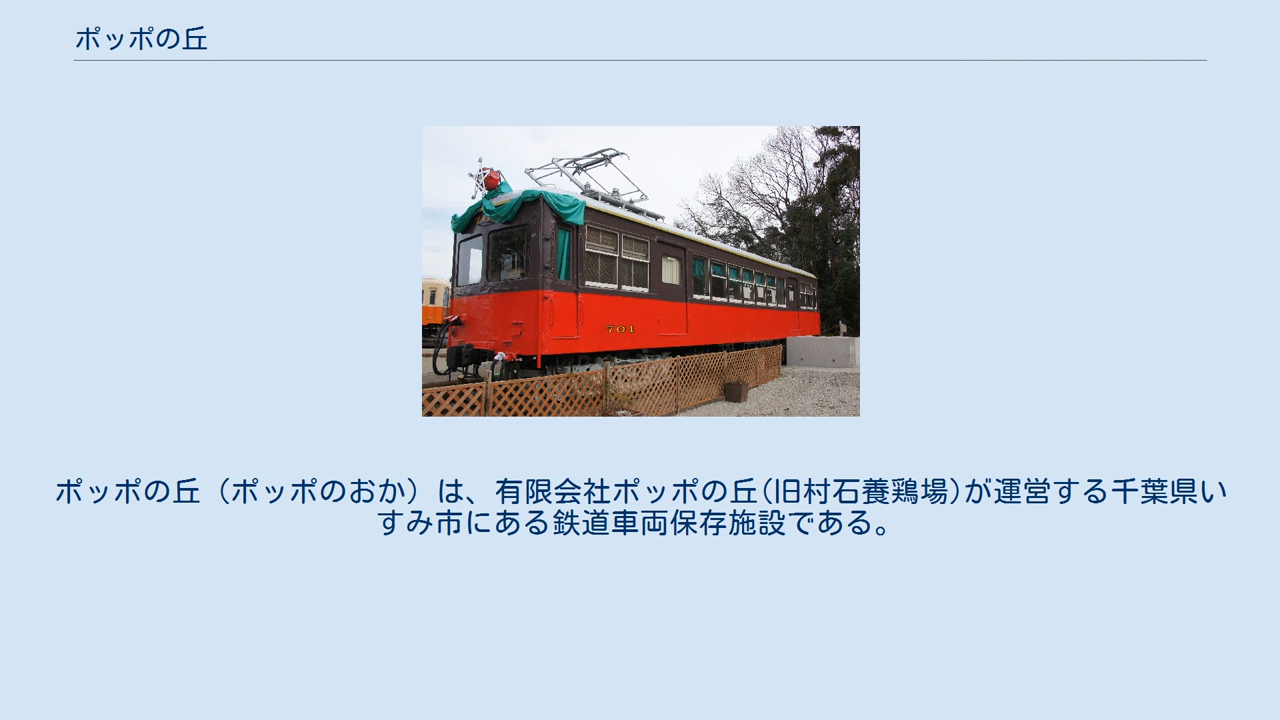 ポッポの丘
701
ポッポの丘（ポッポのおか）は、有限会社ポッポの丘(旧村石養鶏場)が運営する千葉県い
すみ市にある鉄道車両保存施設である。